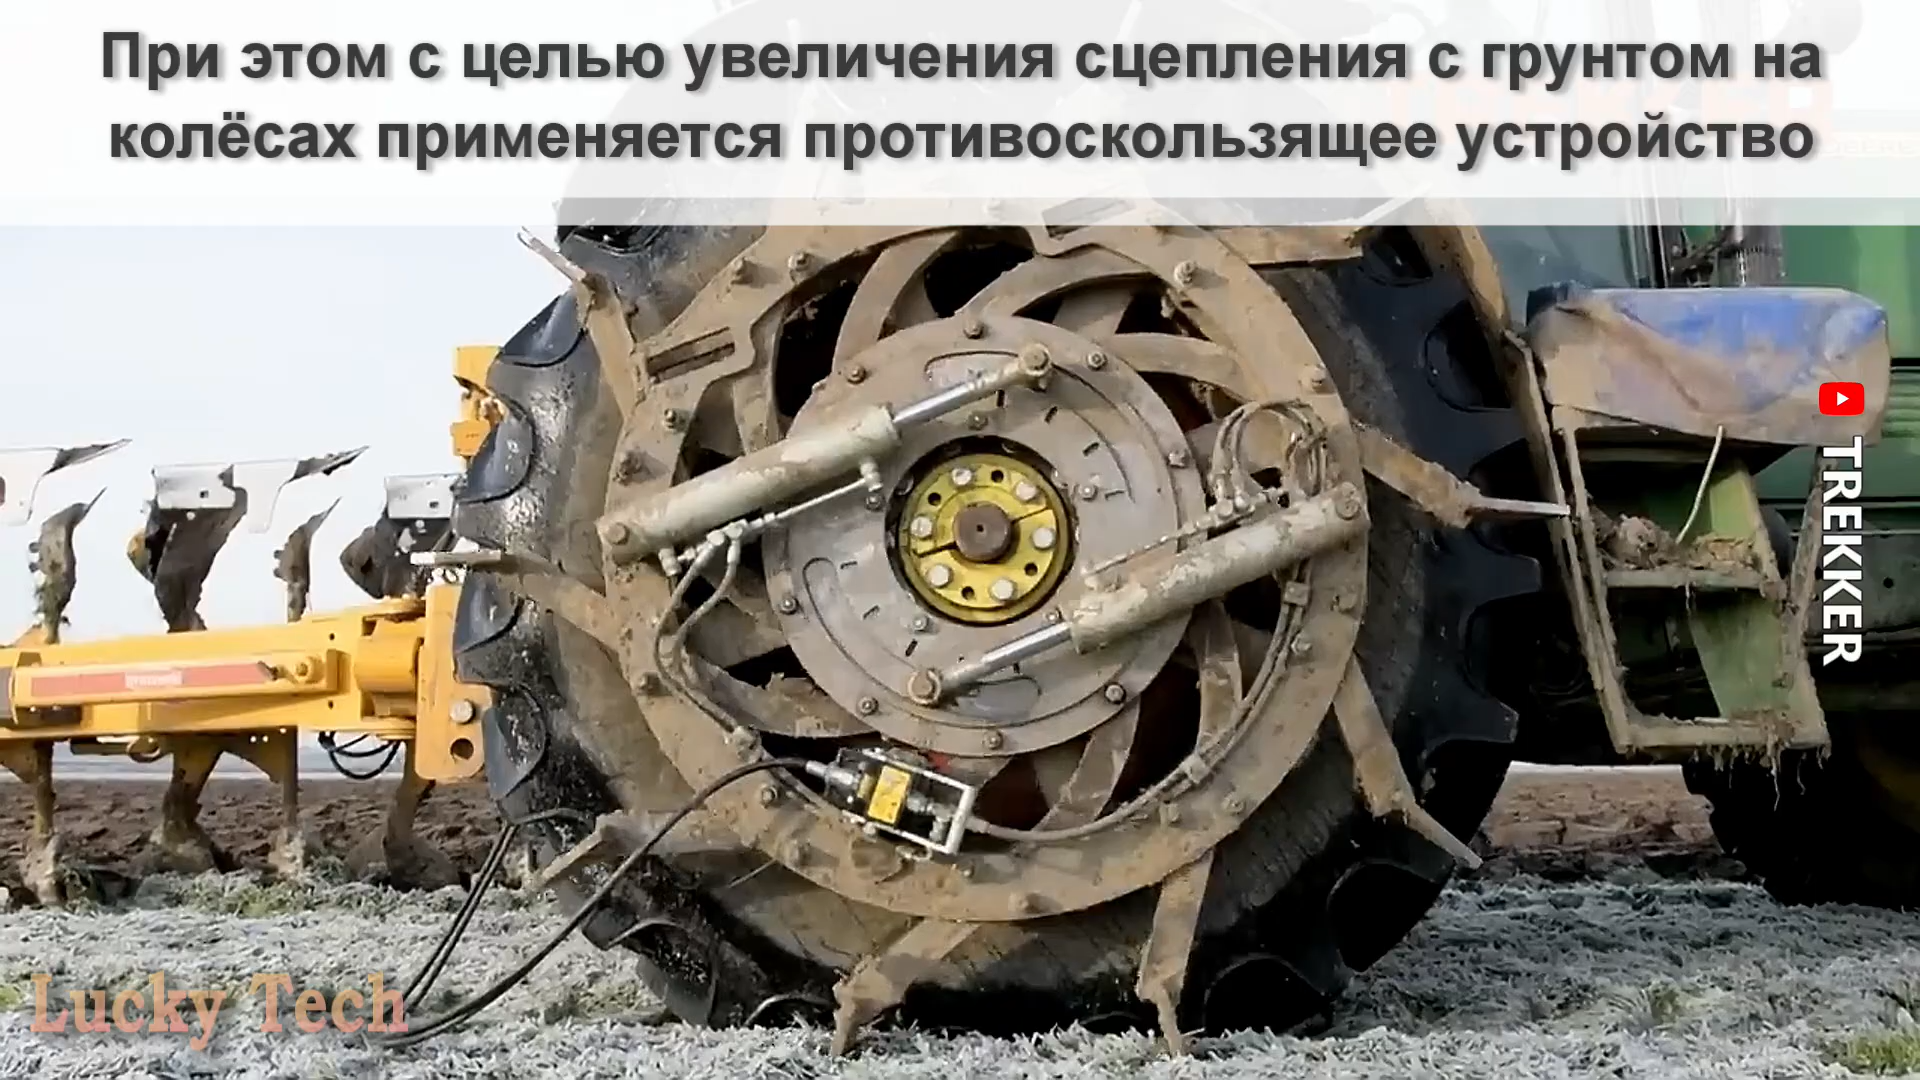 При этом с целью увеличения сцепления с грунтом на
колёсах применяется противоскользящее устройство
TREKKER
Lucky Tech